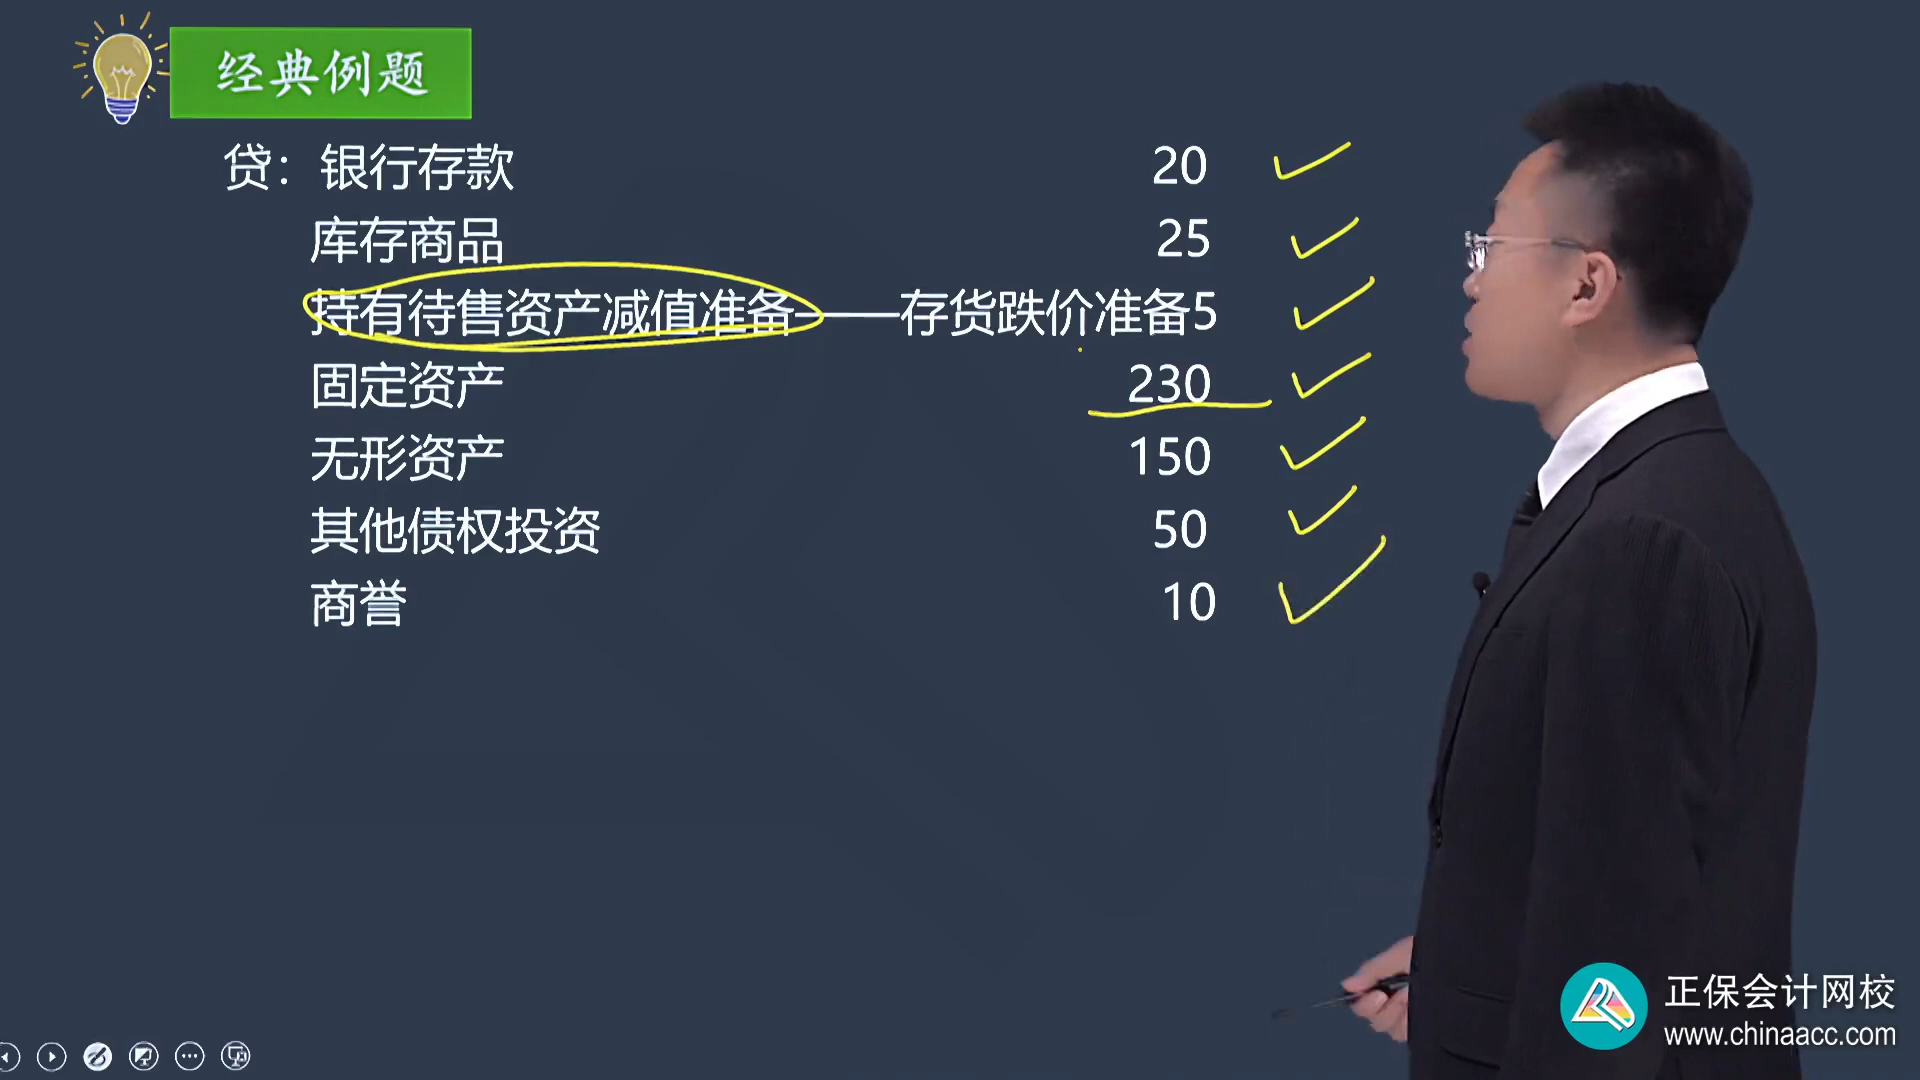 经典例题
贷：银行存款 20
库存商品 25
持有待售资产减值准备——存货跌价准备5
固定资产 230
无形资产 150
其他债权投资 50
商誉 10
正保会计网校
www.chinaacc.com